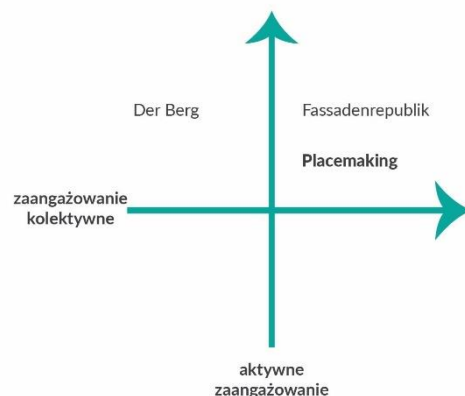 Der Berg
Fassadenrepublik
Placemaking
zaangażowanie
kolektywne
aktywne
zaangażowanie